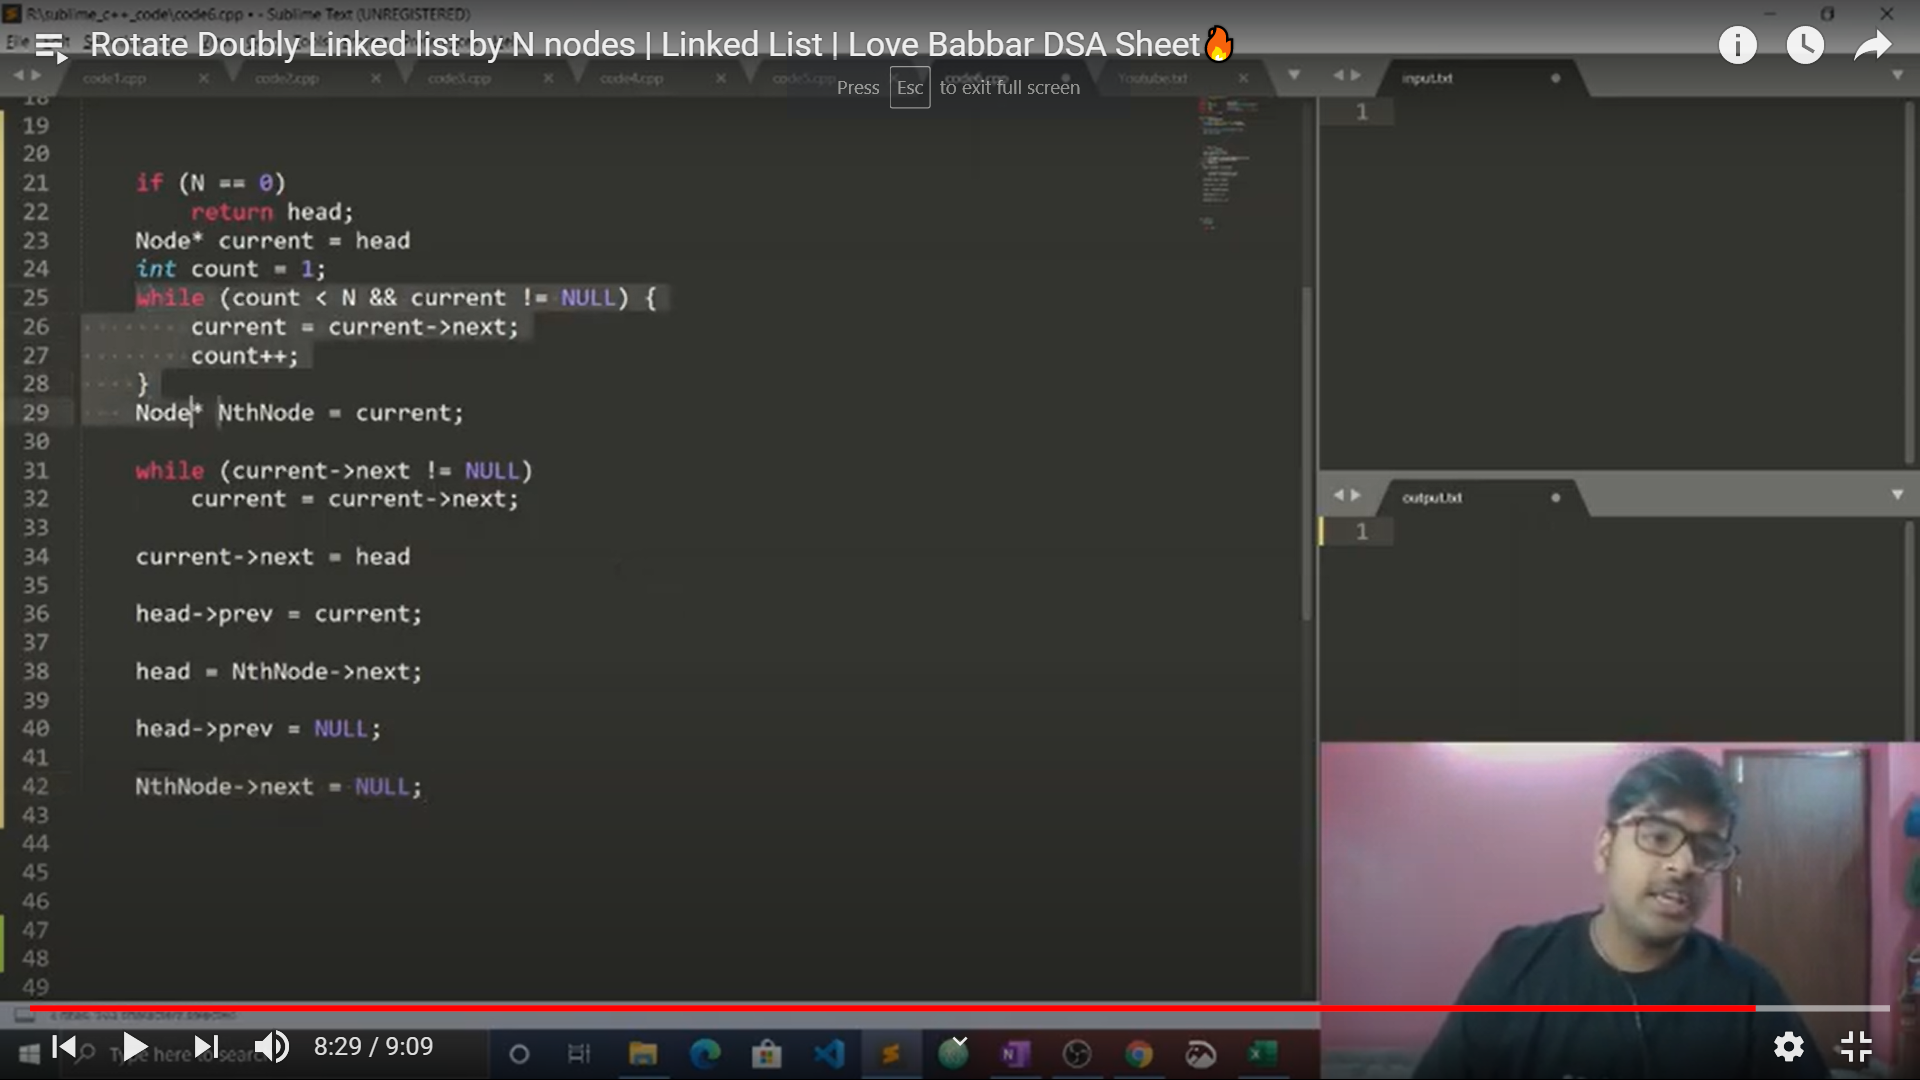 R:\sublime_c++_code\code6.cpp • - Sublime Text (UNREGISTERED)
Rotate Doubly Linked list by N nodes | Linked List | Love Babbar DSA Sheet🔥
code1.cpp
code2.cpp
code3.cpp
code4.cpp
code5.cpp
code6.cpp
Youtube.txt
input.txt
Press Esc to exit full screen
1
18
19
20
21 if (N == 0)
22 return head;
23 Node* current = head
24 int count = 1;
25 while (count < N && current != NULL) {
26 current = current->next;
27 count++;
28 }
29 Node* NthNode = current;
30
31 while (current->next != NULL)
32 current = current->next;
33
34 current->next = head
35
36 head->prev = current;
37
38 head = NthNode->next;
39
40 head->prev = NULL;
41
42 NthNode->next = NULL;
43
44
45
46
47
48
49
output.txt
1
8:29 / 9:09
Type here to search